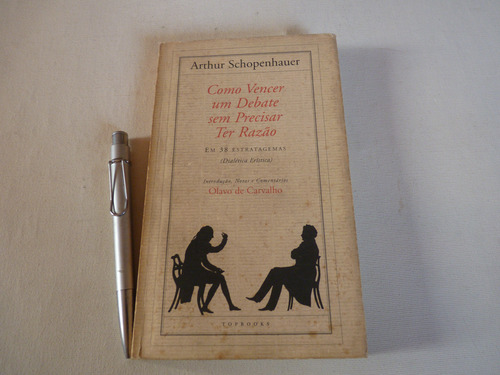 Arthur Schopenhauer
Como Vencer
um Debate
sem Precisar
Ter Razão
EM 38 ESTRATAGEMAS
(Dialética Erística)
Introdução, Notas e Comentários
Olavo de Carvalho
TOPBOOKS